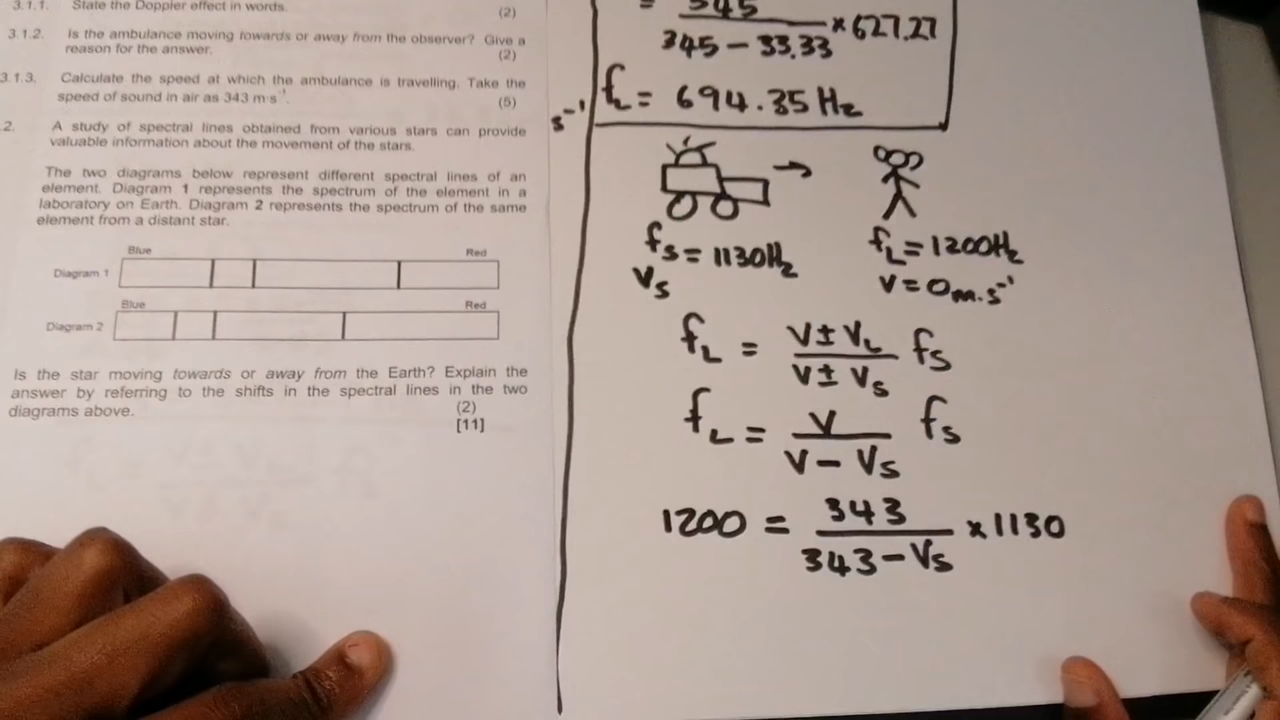 3.1.1. State the Doppler effect in words. (2)
3.1.2. Is the ambulance moving towards or away from the observer? Give a
reason for the answer. (2)
3.1.3. Calculate the speed at which the ambulance is travelling. Take the
speed of sound in air as 343 m·s⁻¹. (5)
2. A study of spectral lines obtained from various stars can provide
valuable information about the movement of the stars.
The two diagrams below represent different spectral lines of an
element. Diagram 1 represents the spectrum of the element in a
laboratory on Earth. Diagram 2 represents the spectrum of the same
element from a distant star.
Blue Red
Diagram 1
Blue Red
Diagram 2
Is the star moving towards or away from the Earth? Explain the
answer by referring to the shifts in the spectral lines in the two
diagrams above. (2)
[11]
= 345
345 - 33.33 × 627.27
s⁻¹
fL = 694.35 Hz
fs = 1130Hz
Vs
fL = 1200Hz
V = 0 m.s⁻¹
fL = V ± VL
V ± Vs fs
fL = V
V - Vs fs
1200 = 343
343 - Vs × 1130